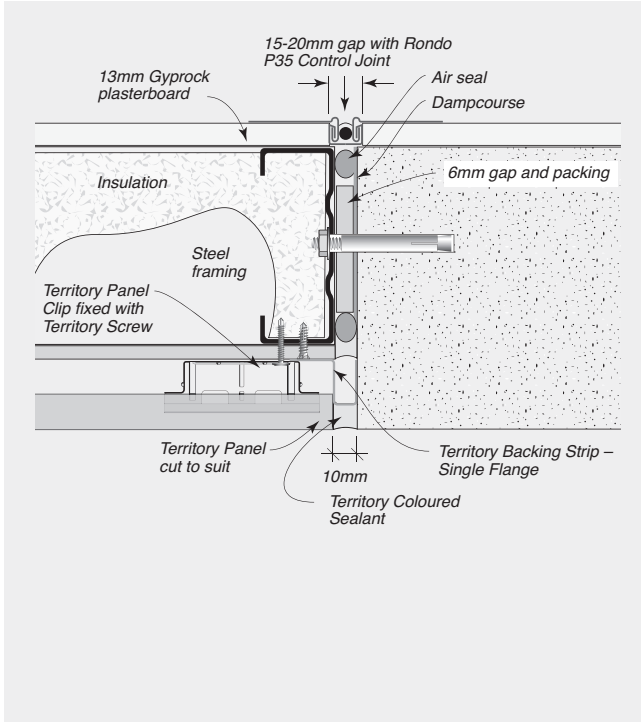 15-20mm gap with Rondo
P35 Control Joint
13mm Gyprock
plasterboard
Air seal
Dampcourse
Insulation
6mm gap and packing
Steel
framing
Territory Panel
Clip fixed with
Territory Screw
Territory Panel
cut to suit
10mm
Territory Backing Strip –
Single Flange
Territory Coloured
Sealant